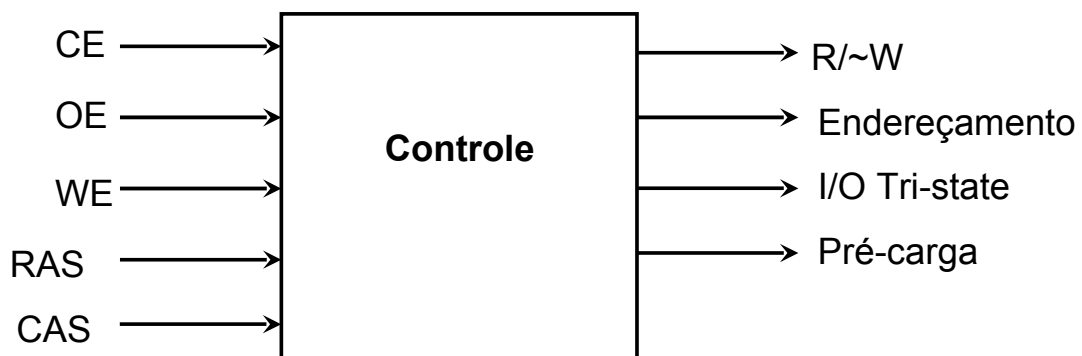 CE
OE
WE
RAS
CAS
Controle
R/~W
Endereçamento
I/O Tri-state
Pré-carga